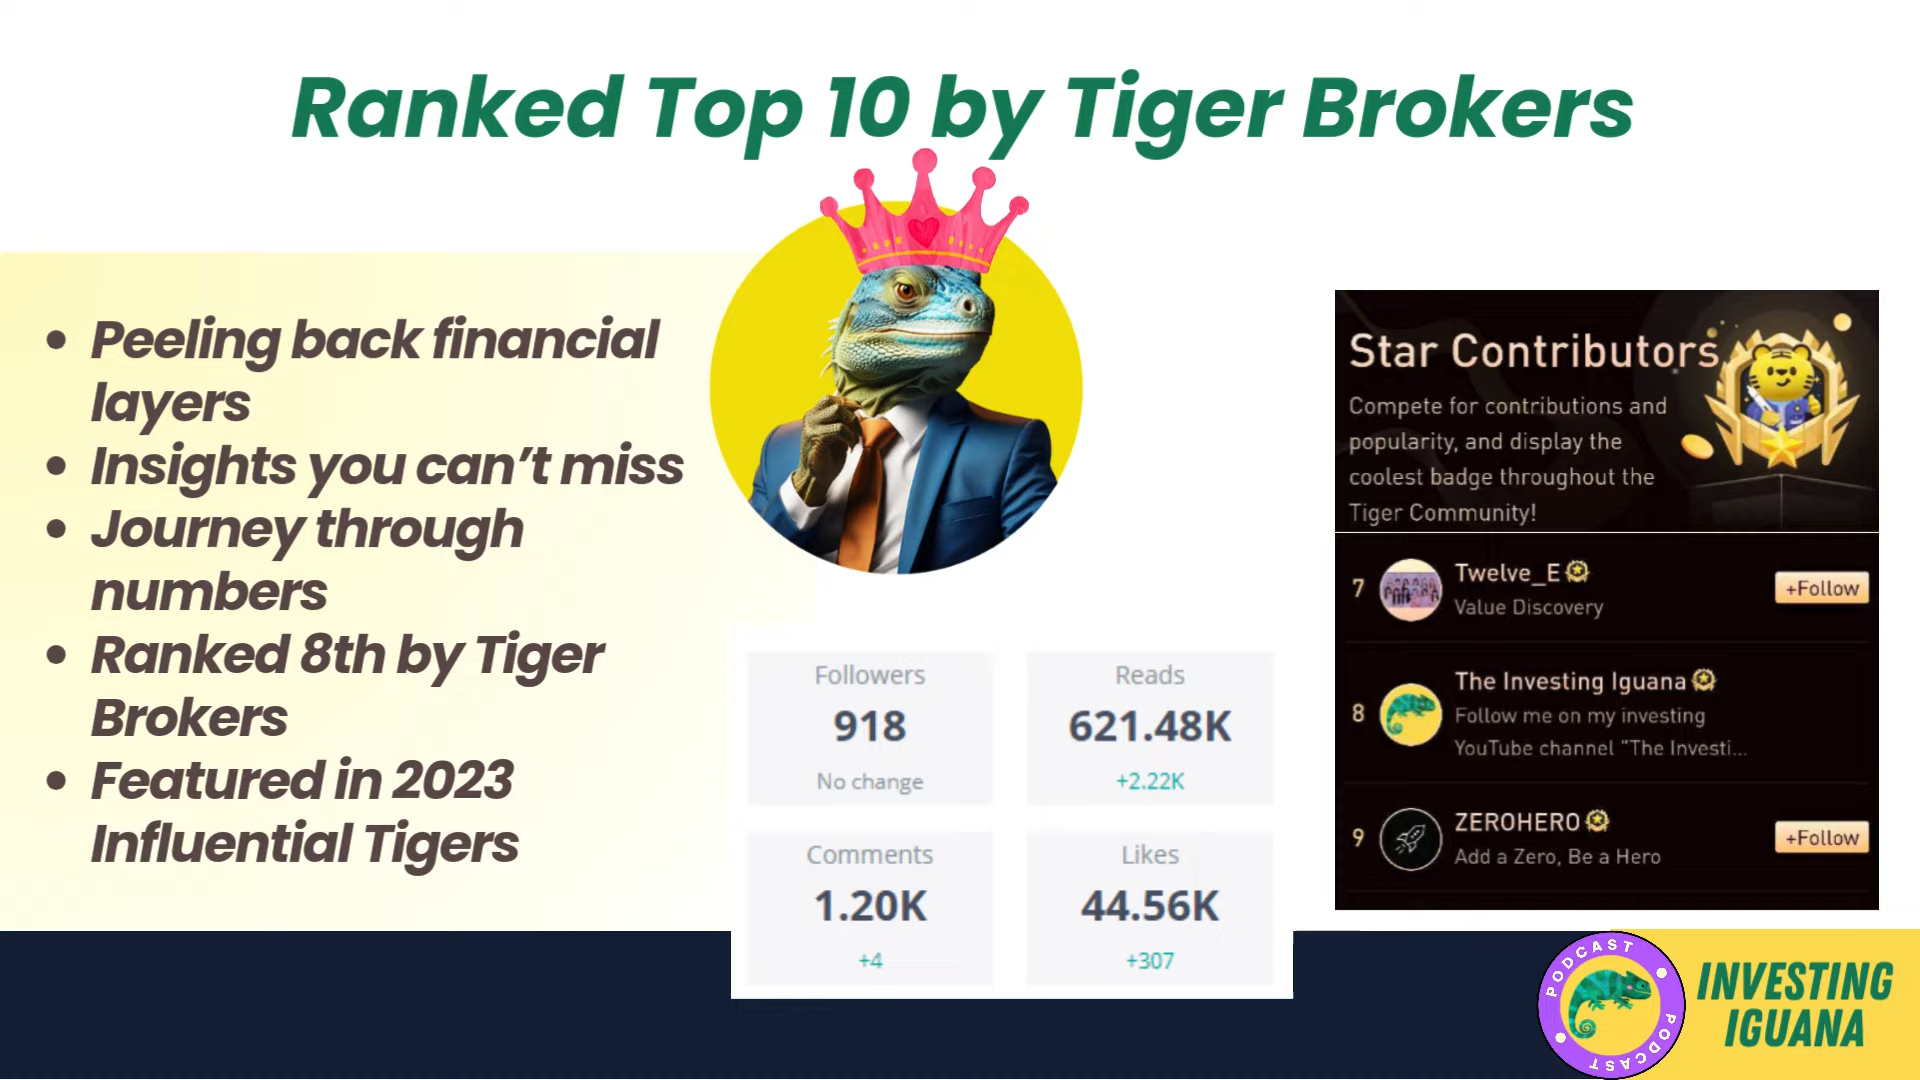 Ranked Top 10 by Tiger Brokers
• Peeling back financial
layers
• Insights you can't miss
• Journey through
numbers
• Ranked 8th by Tiger
Brokers
• Featured in 2023
Influential Tigers
Followers
918
No change
Reads
621.48K
+2.22K
Comments
1.20K
+4
Likes
44.56K
+307
Star Contributors
Compete for contributions and
popularity, and display the
coolest badge throughout the
Tiger Community!
7
Twelve_E
Value Discovery
+Follow
8
The Investing Iguana
Follow me on my investing
YouTube channel "The Investi...
9
ZEROHERO
Add a Zero, Be a Hero
+Follow
PODCAST
PODCAST
INVESTING
IGUANA